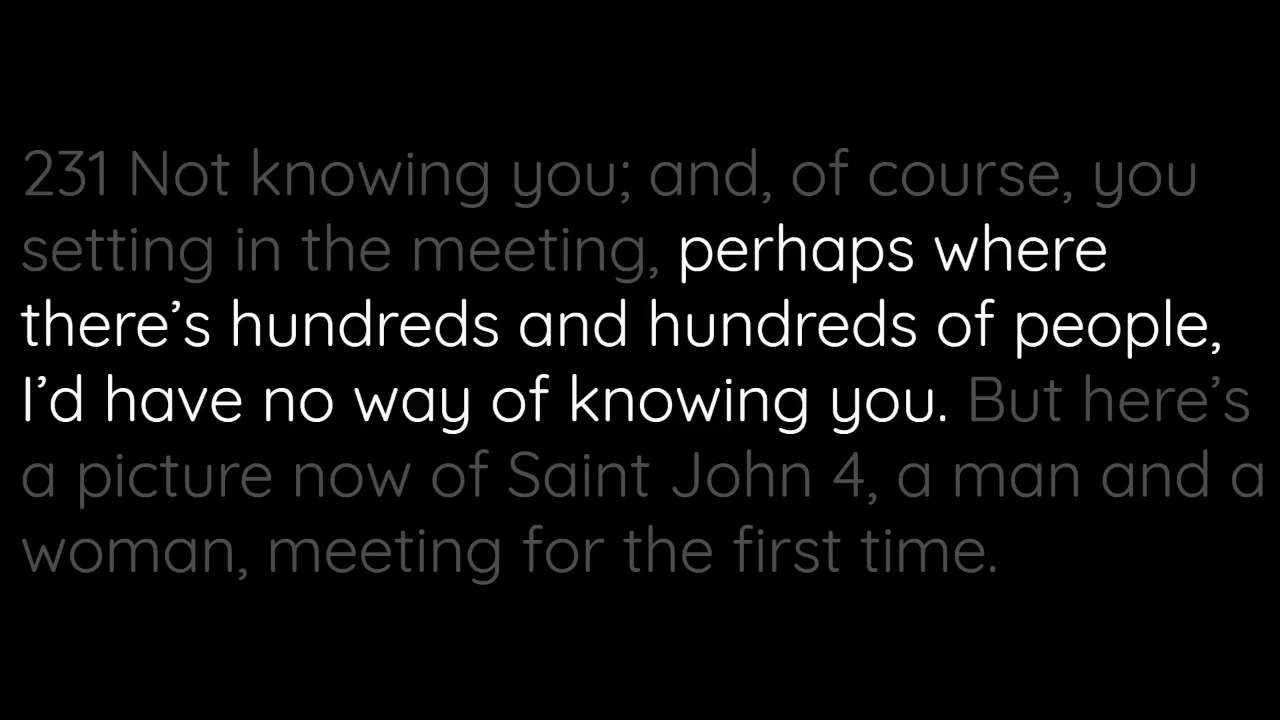 231 Not knowing you; and, of course, you
setting in the meeting, perhaps where
there’s hundreds and hundreds of people,
I’d have no way of knowing you. But here’s
a picture now of Saint John 4, a man and a
woman, meeting for the first time.